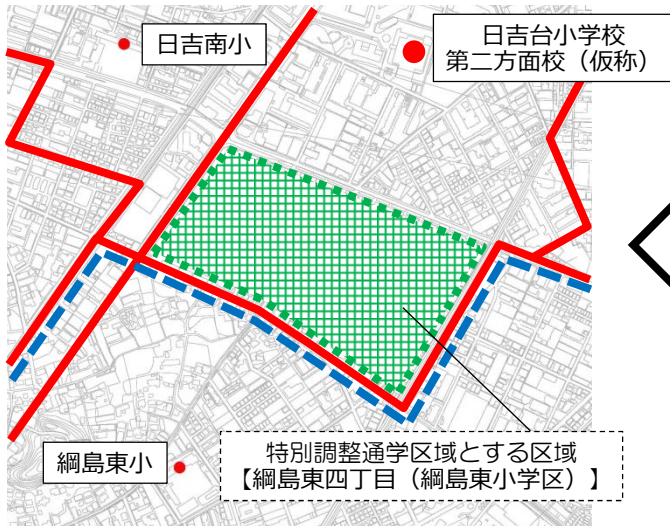 日吉南小
日吉台小学校
第二方面校（仮称）
綱島東小
特別調整通学区域とする区域
【綱島東四丁目（綱島東小学区）】